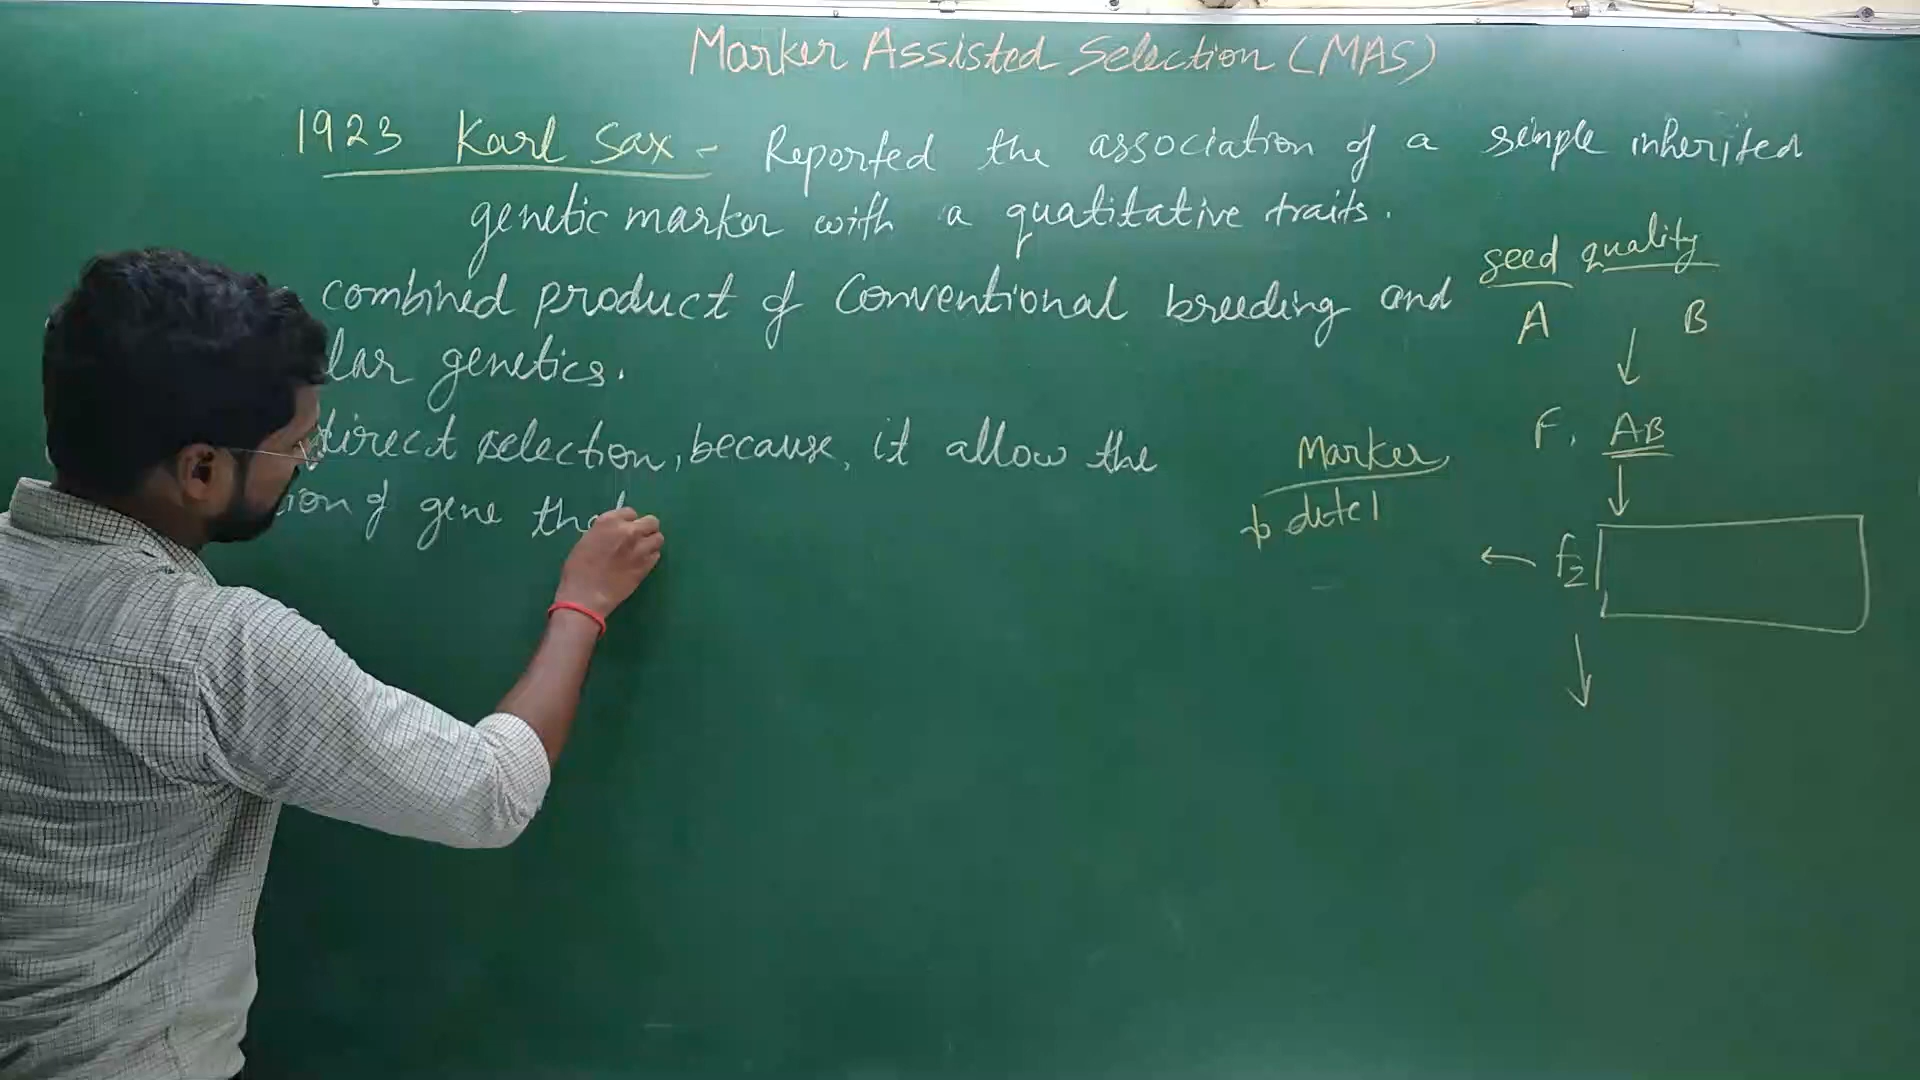 Marker Assisted Selection (MAS)
1923 Karl Sax - Reported the association of a simple inherited
genetic marker with a quatitative traits.
combined product of Conventional breeding and
lar genetics.
direct selection, because, it allow the
ion of gene that
seed quality
A B
F1 AB
f2
Marker